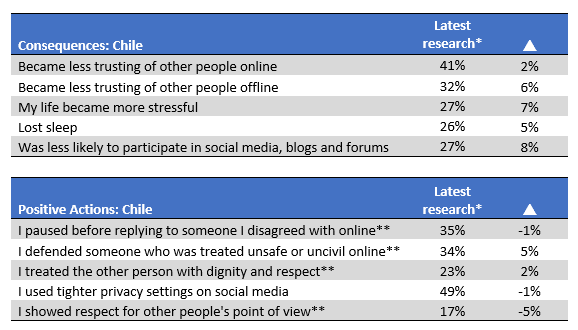 Latest
Consequences: Chile research* ▲
Became less trusting of other people online 41% 2%
Became less trusting of other people offline 32% 6%
My life became more stressful 27% 7%
Lost sleep 26% 5%
Was less likely to participate in social media, blogs and forums 27% 8%
Latest
Positive Actions: Chile research* ▲
I paused before replying to someone I disagreed with online** 35% -1%
I defended someone who was treated unsafe or uncivil online** 34% 5%
I treated the other person with dignity and respect** 23% 2%
I used tighter privacy settings on social media 49% -1%
I showed respect for other people's point of view** 17% -5%